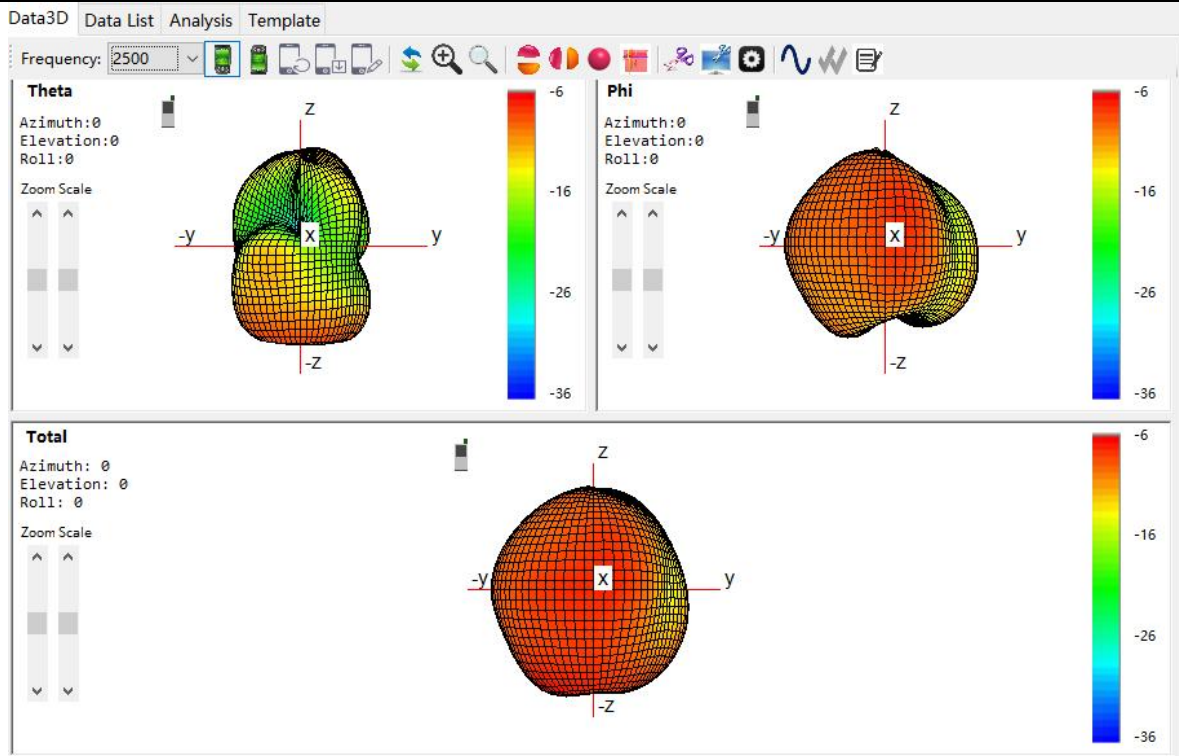 Data3D Data List Analysis Template
Frequency: 2500
Theta
Azimuth:0
Elevation:0
Roll:0
Zoom Scale
z
-y
x
y
-z
-6
-16
-26
-36
Phi
Azimuth:0
Elevation:0
Roll:0
Zoom Scale
z
-y
x
y
-z
-6
-16
-26
-36
Total
Azimuth: 0
Elevation: 0
Roll: 0
Zoom Scale
z
-y
x
y
-z
-6
-16
-26
-36